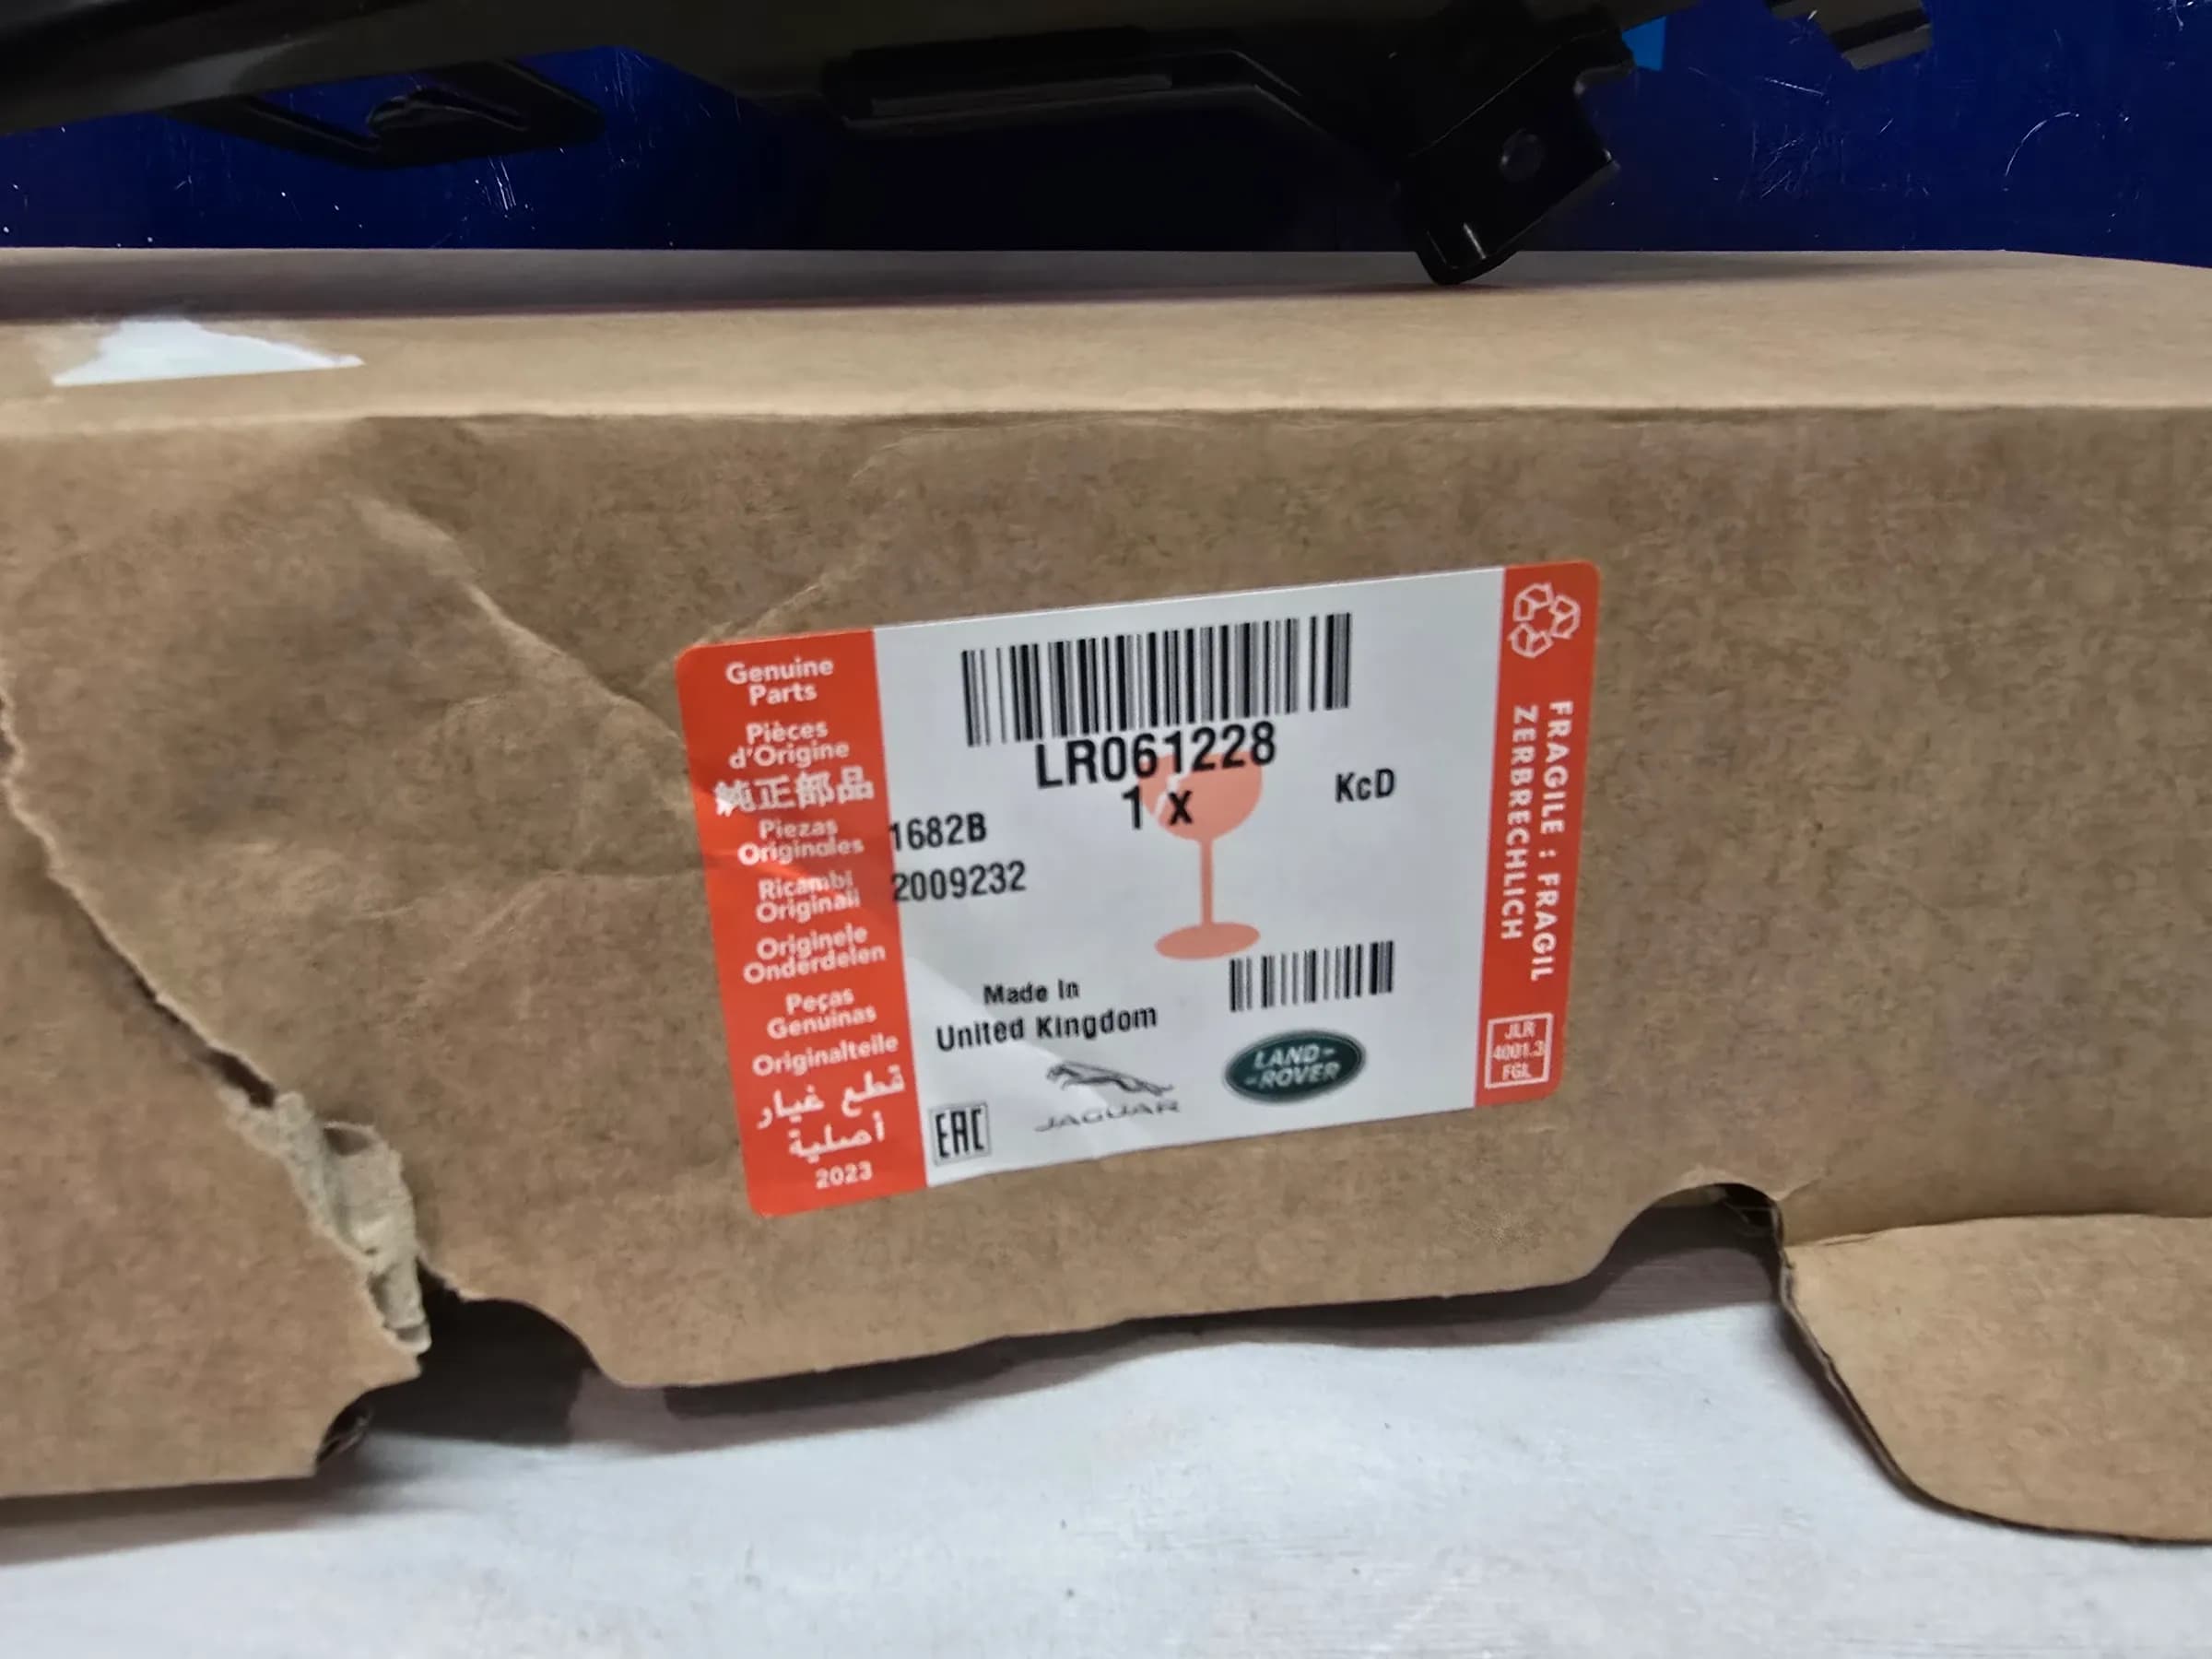 Genuine
Parts
Pièces
d'Origine
純正部品
Piezas
Originales
Ricambi
Originali
Originele
Onderdelen
Peças
Genuinas
Originalteile
قطع غيار
أصلية
2023
LR061228
1 X
KcD
1682B
2009232
Made In
United Kingdom
EAC
JAGUAR
LAND-
-ROVER
FRAGILE : FRAGIL
ZERBRECHLICH
JLR
4001.3
FGL